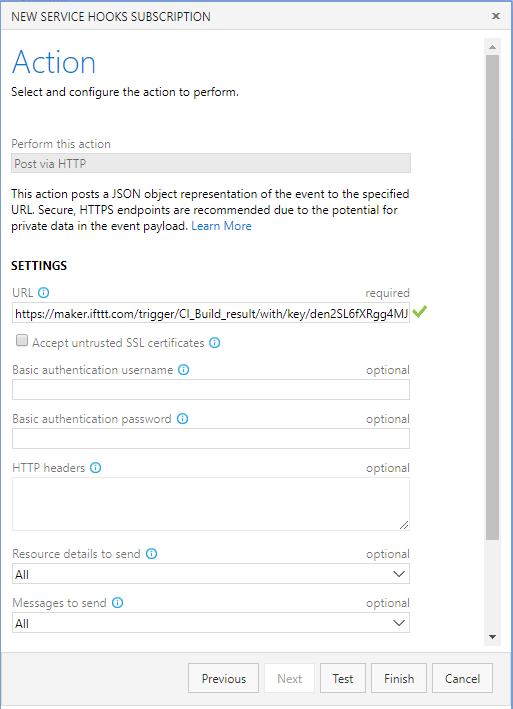 NEW SERVICE HOOKS SUBSCRIPTION
Action
Select and configure the action to perform.
Perform this action
Post via HTTP
This action posts a JSON object representation of the event to the specified
URL. Secure, HTTPS endpoints are recommended due to the potential for
private data in the event payload. Learn More
SETTINGS
URL required
https://maker.ifttt.com/trigger/CI_Build_result/with/key/den2SL6fXRgg4MJ
Accept untrusted SSL certificates
Basic authentication username optional
Basic authentication password optional
HTTP headers optional
Resource details to send optional
All
Messages to send optional
All
Previous Next Test Finish Cancel